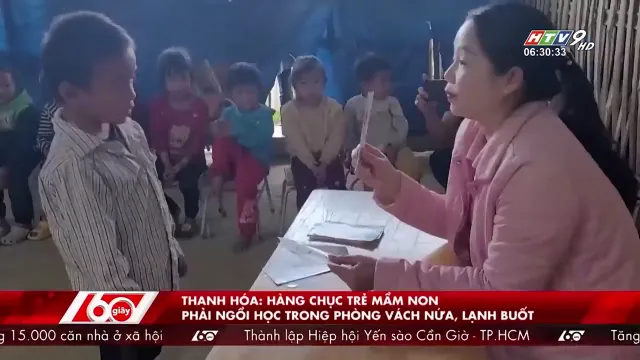 HTV9 HD
06:30:33
60 giây
THANH HÓA: HÀNG CHỤC TRẺ MẦM NON
PHẢI NGỒI HỌC TRONG PHÒNG VÁCH NỨA, LẠNH BUỐT
g 15.000 căn nhà ở xã hội 60 Thành lập Hiệp hội Yến sào Cần Giờ - TP.HCM 60